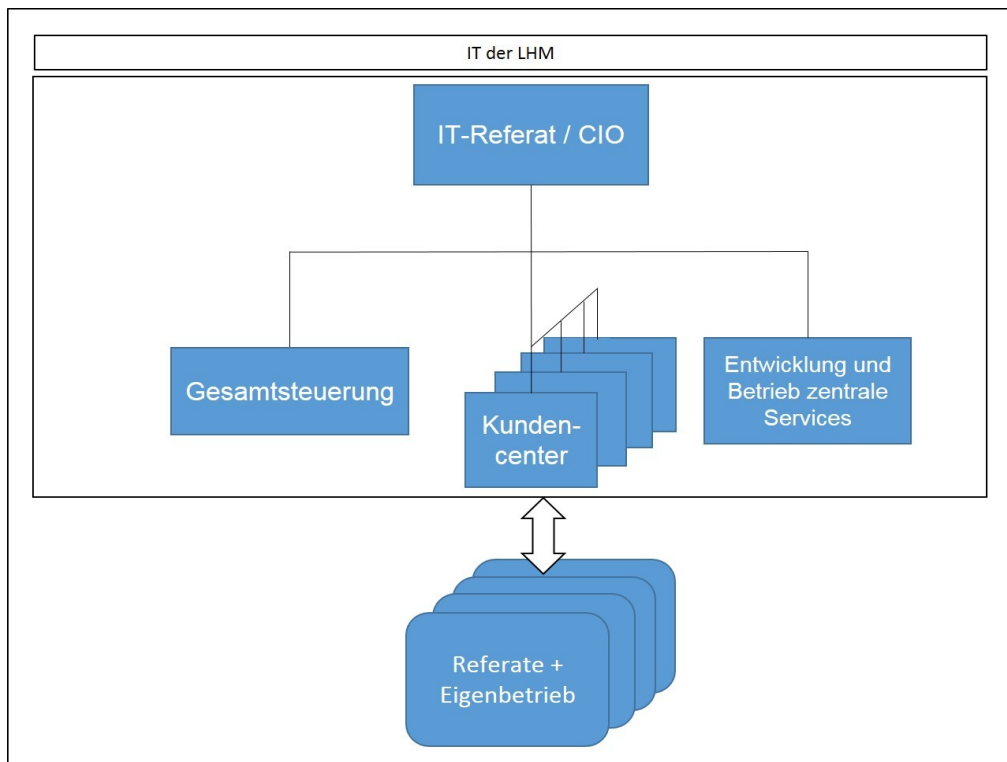 IT der LHM
IT-Referat / CIO
Gesamtsteuerung
Kunden-
center
Entwicklung und
Betrieb zentrale
Services
Referate +
Eigenbetrieb